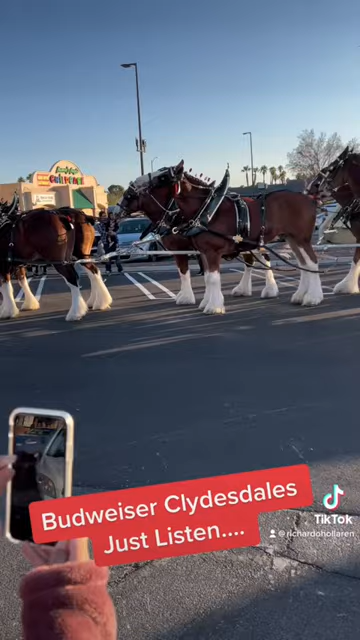 Budweiser Clydesdales
Just Listen....
TikTok
@richardohollaren